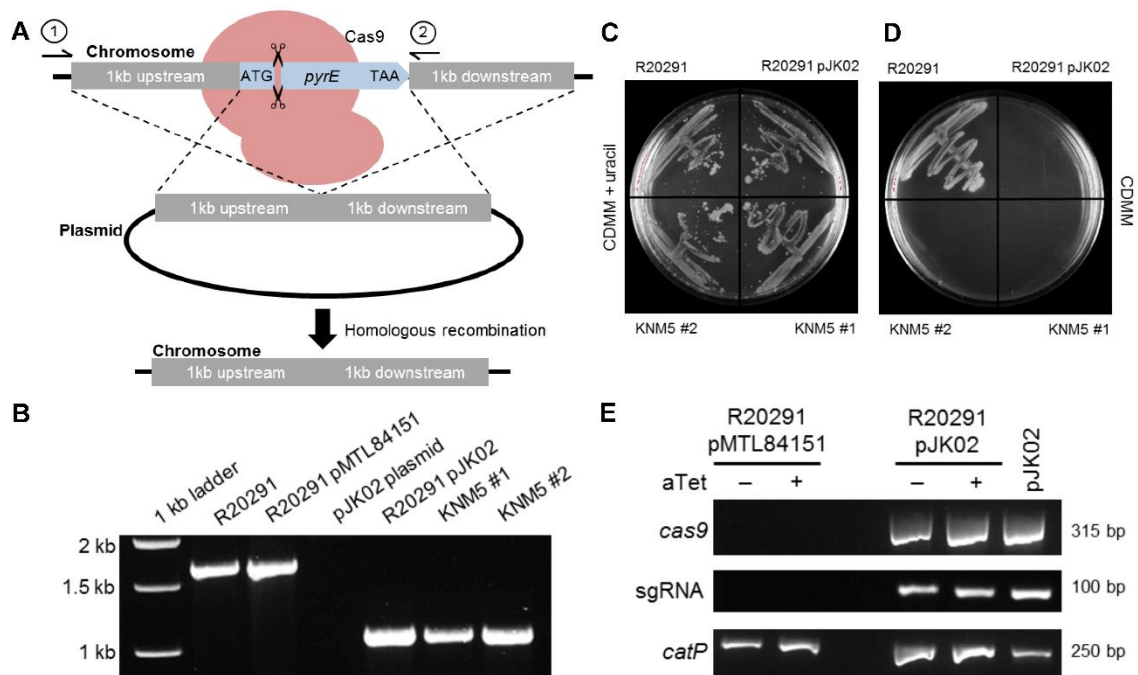 A
1
Chromosome
Cas9
2
1kb upstream
ATG
pyrE
TAA
1kb downstream
1kb upstream
1kb downstream
Plasmid
Homologous recombination
Chromosome
1kb upstream
1kb downstream
B
1 kb ladder
R20291
R20291 pMTL84151
pJK02 plasmid
R20291 pJK02
KNM5 #1
KNM5 #2
2 kb
1.5 kb
1 kb
C
R20291
R20291 pJK02
CDMM + uracil
KNM5 #2
KNM5 #1
D
R20291
R20291 pJK02
CDMM
KNM5 #2
KNM5 #1
E
R20291
pMTL84151
R20291
pJK02
pJK02
aTet
–
+
–
+
cas9
315 bp
sgRNA
100 bp
catP
250 bp